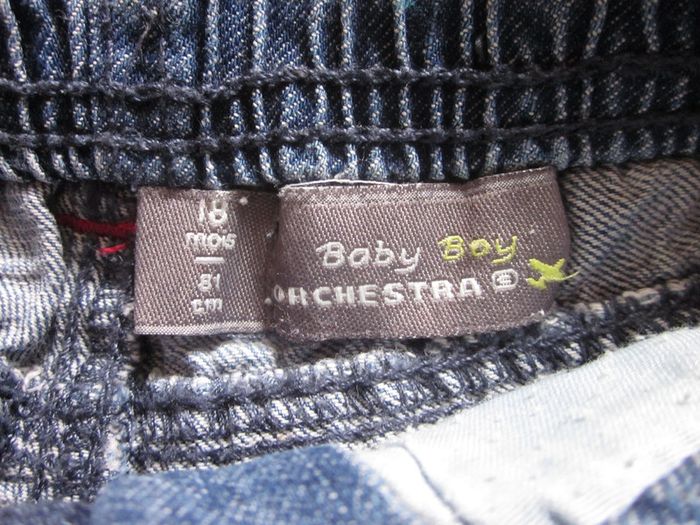 18
mois
81
cm
Baby Boy
ORCHESTRA